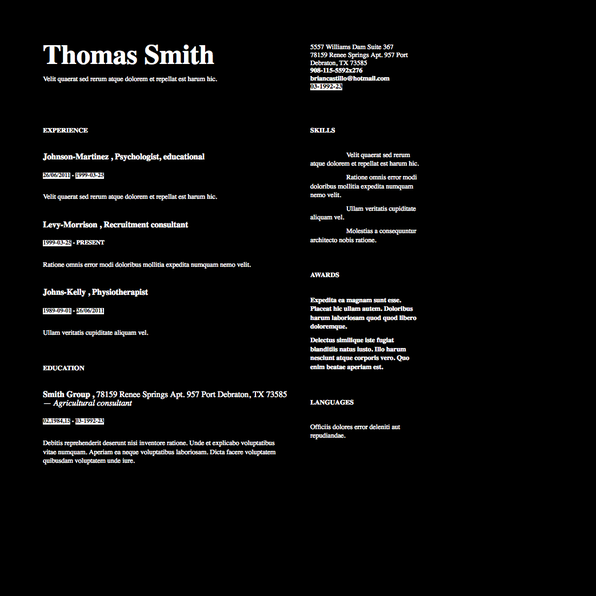 Thomas Smith
Velit quaerat sed rerum atque dolorem et repellat est harum hic.
5557 Williams Dam Suite 367
78159 Renee Springs Apt. 957 Port
Debraton, TX 73585
908-115-5592x276
briancastillo@hotmail.com
03-1992-23
EXPERIENCE
Johnson-Martinez , Psychologist, educational
26/06/2011 - 1999-03-25
Velit quaerat sed rerum atque dolorem et repellat est harum hic.
Levy-Morrison , Recruitment consultant
1999-03-25 - PRESENT
Ratione omnis error modi doloribus mollitia expedita numquam nemo velit.
Johns-Kelly , Physiotherapist
1989-09-01 - 26/06/2011
Ullam veritatis cupiditate aliquam vel.
EDUCATION
Smith Group , 78159 Renee Springs Apt. 957 Port Debraton, TX 73585
— Agricultural consultant
- 03-1992-23
Debitis reprehenderit deserunt nisi inventore ratione. Unde et explicabo voluptatibus
vitae numquam. Aperiam ea neque voluptatibus laboriosam. Dicta facere voluptatem
quibusdam voluptatem unde iure.
SKILLS
Velit quaerat sed rerum
atque dolorem et repellat est harum hic.
Ratione omnis error modi
doloribus mollitia expedita numquam
nemo velit.
Ullam veritatis cupiditate
aliquam vel.
Molestias a consequuntur
architecto nobis ratione.
AWARDS
Expedita ea magnam sunt esse.
Placeat hic ullam autem. Doloribus
harum laboriosam quod quod libero
doloremque.
Delectus similique iste fugiat
blanditiis natus iusto. Illo harum
nesciunt atque corporis vero. Quo
enim beatae aperiam est.
LANGUAGES
Officiis dolores error deleniti aut
repudiandae.